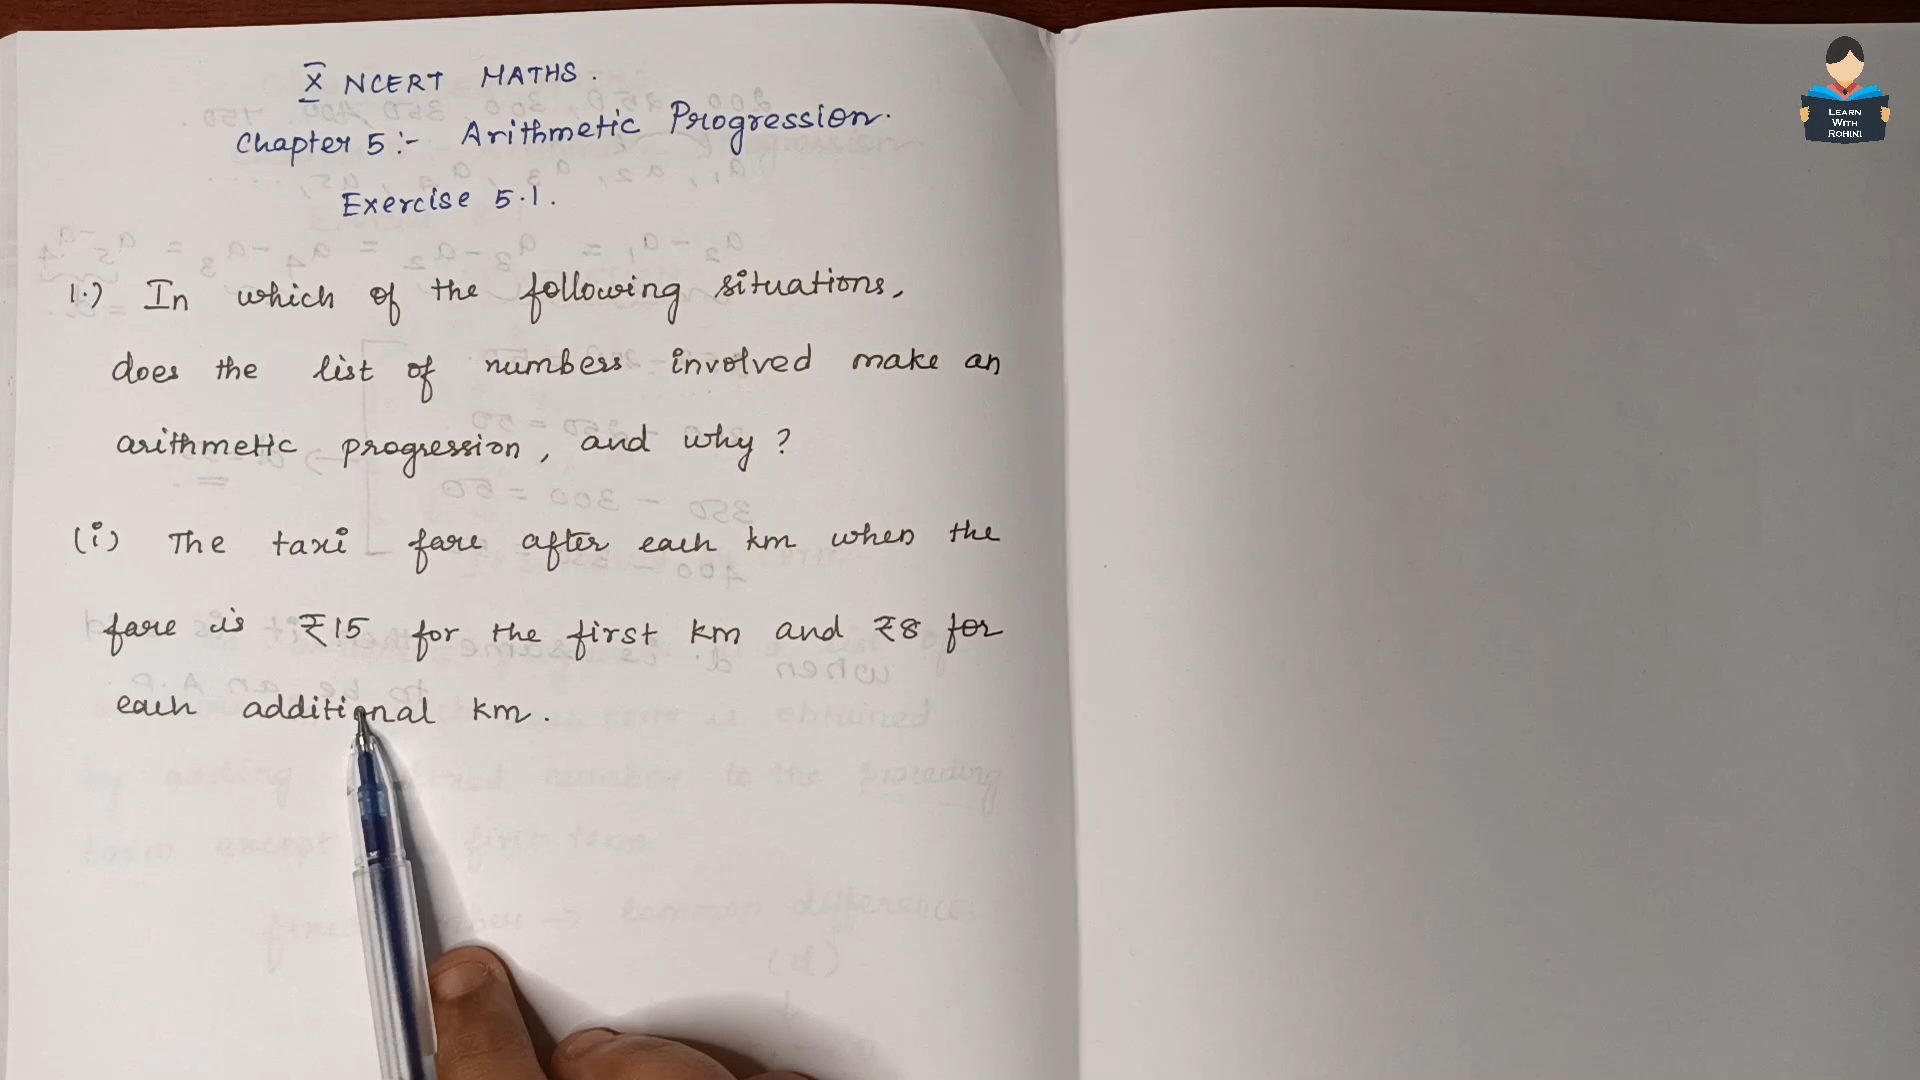 X NCERT MATHS.
Chapter 5:- Arithmetic Progression.
Exercise 5.1.
1.) In which of the following situations,
does the list of numbers involved make an
arithmetic progression, and why?
(i) The taxi fare after each km when the
fare is ₹15 for the first km and ₹8 for
each additional km.
LEARN
WITH
ROHINI